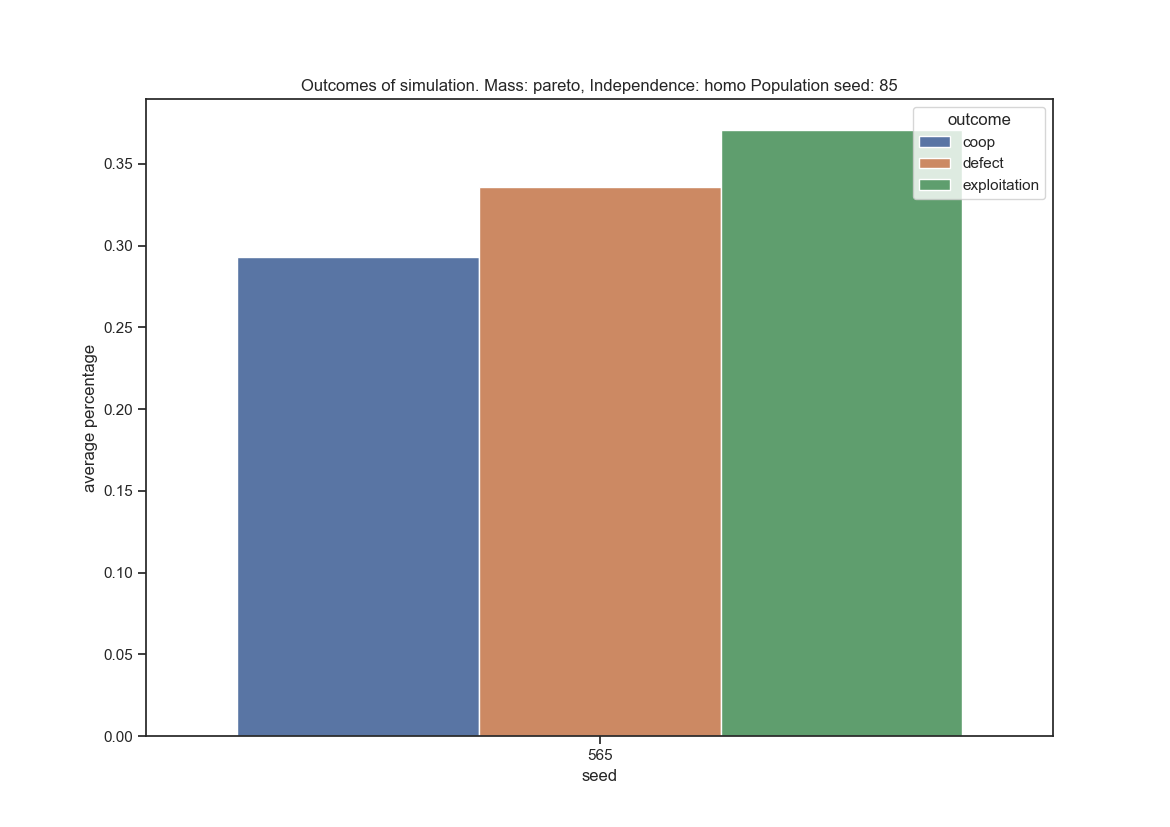 Outcomes of simulation. Mass: pareto, Independence: homo Population seed: 85
outcome
coop
defect
exploitation
average percentage
0.35
0.30
0.25
0.20
0.15
0.10
0.05
0.00
565
seed